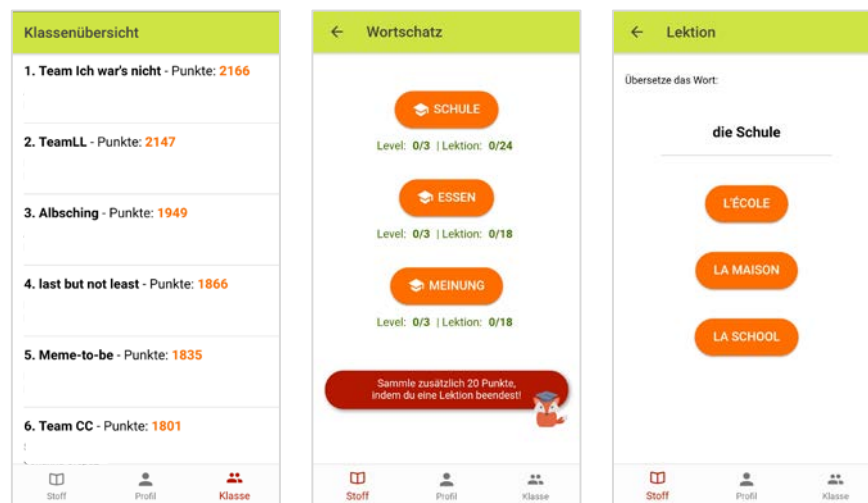 Klassenübersicht
1. Team Ich war's nicht - Punkte: 2166
2. TeamLL - Punkte: 2147
3. Albsching - Punkte: 1949
4. last but not least - Punkte: 1866
5. Meme-to-be - Punkte: 1835
6. Team CC - Punkte: 1801
Stoff Profil Klasse
Wortschatz
SCHULE
Level: 0/3 | Lektion: 0/24
ESSEN
Level: 0/3 | Lektion: 0/18
MEINUNG
Level: 0/3 | Lektion: 0/18
Sammle zusätzlich 20 Punkte,
indem du eine Lektion beendest!
Stoff Profil Klasse
Lektion
Übersetze das Wort:
die Schule
L'ÉCOLE
LA MAISON
LA SCHOOL
Stoff Profil Klasse